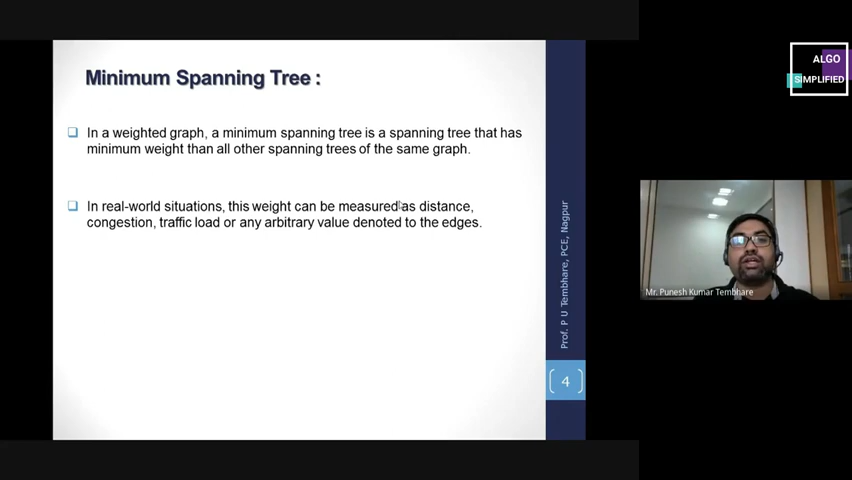 Minimum Spanning Tree :
In a weighted graph, a minimum spanning tree is a spanning tree that has
minimum weight than all other spanning trees of the same graph.
In real-world situations, this weight can be measured as distance,
congestion, traffic load or any arbitrary value denoted to the edges.
Prof. P U Tembhare, PCE, Nagpur
4
ALGO
SIMPLIFIED
Mr. Punesh Kumar Tembhare